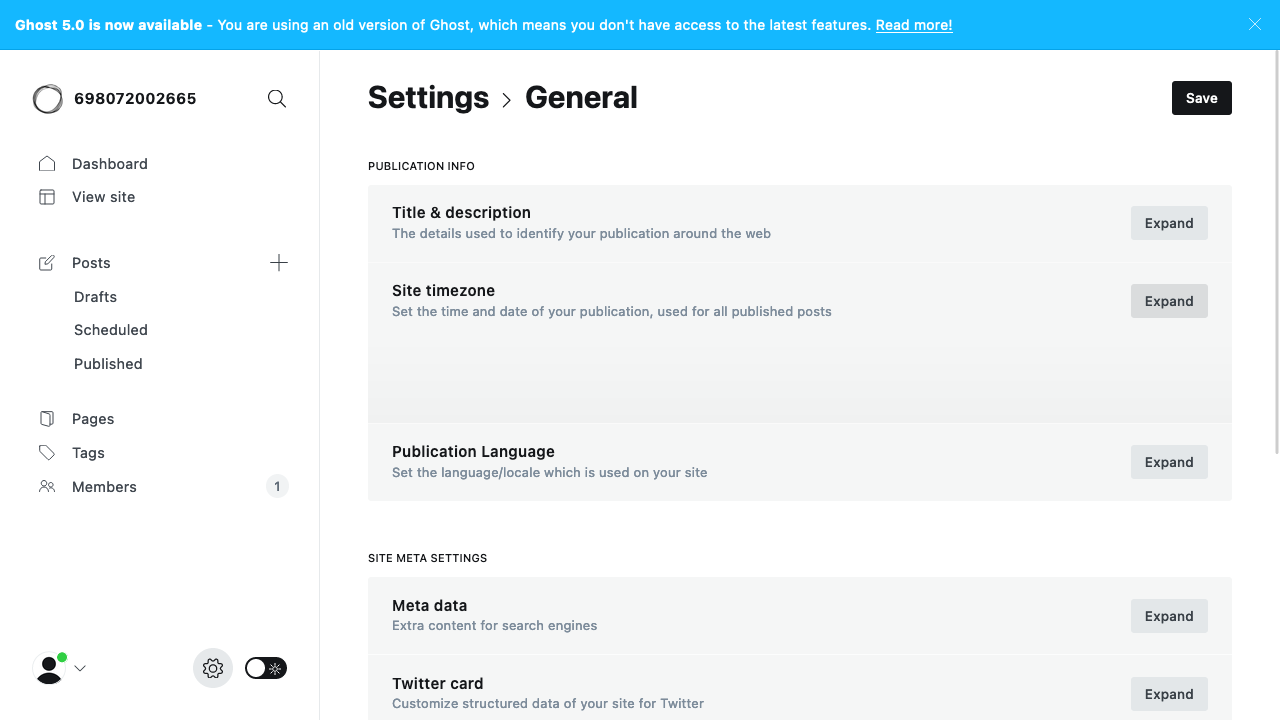 Ghost 5.0 is now available - You are using an old version of Ghost, which means you don't have access to the latest features. Read more!
698072002665
Dashboard
View site
Posts
Drafts
Scheduled
Published
Pages
Tags
Members
1
Settings
General
Save
PUBLICATION INFO
Title & description
The details used to identify your publication around the web
Expand
Site timezone
Set the time and date of your publication, used for all published posts
Expand
Publication Language
Set the language/locale which is used on your site
Expand
SITE META SETTINGS
Meta data
Extra content for search engines
Expand
Twitter card
Customize structured data of your site for Twitter
Expand